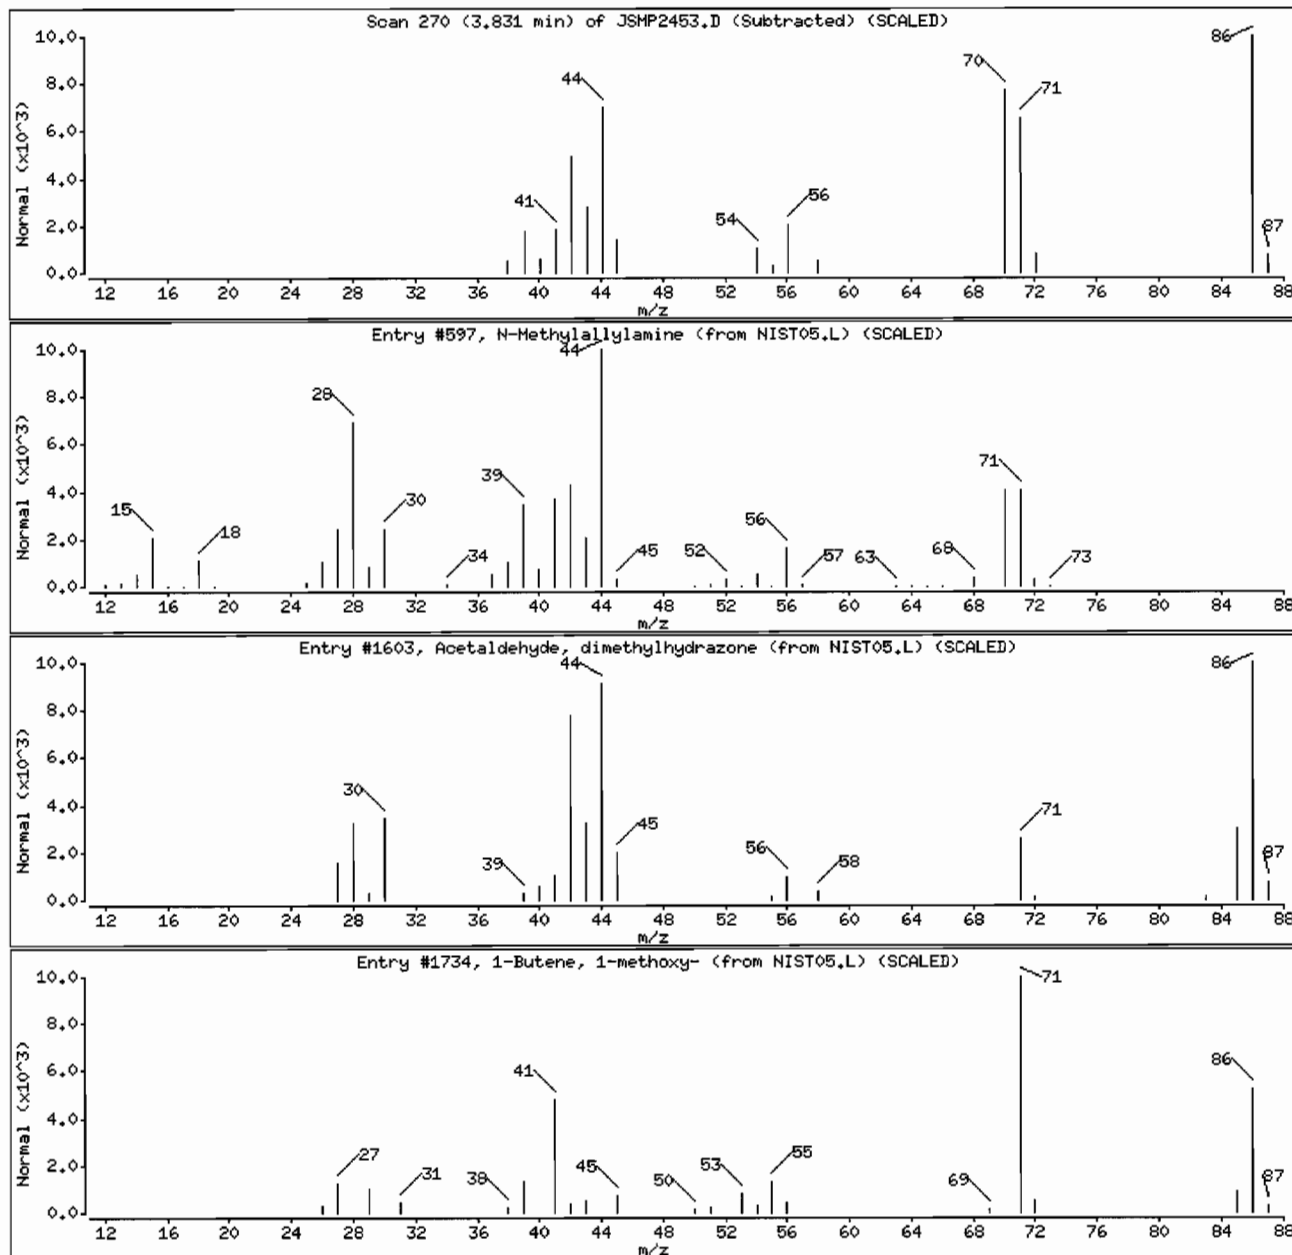 Scan 270 (3.831 min) of JSMP2453.D (Subtracted) (SCALED)
Normal (x10^3)
10.0
8.0
6.0
4.0
2.0
0.0
41 44 54 56 70 71 86 87
12 16 20 24 28 32 36 40 44 48 52 56 60 64 68 72 76 80 84 88
m/z
Entry #597, N-Methylallylamine (from NIST05.L) (SCALED)
Normal (x10^3)
10.0
8.0
6.0
4.0
2.0
0.0
15 18 28 30 34 39 44 45 52 56 57 63 68 71 73
12 16 20 24 28 32 36 40 44 48 52 56 60 64 68 72 76 80 84 88
m/z
Entry #1603, Acetaldehyde, dimethylhydrazone (from NIST05.L) (SCALED)
Normal (x10^3)
10.0
8.0
6.0
4.0
2.0
0.0
30 39 44 45 56 58 71 86 87
12 16 20 24 28 32 36 40 44 48 52 56 60 64 68 72 76 80 84 88
m/z
Entry #1734, 1-Butene, 1-methoxy- (from NIST05.L) (SCALED)
Normal (x10^3)
10.0
8.0
6.0
4.0
2.0
0.0
27 31 38 41 45 50 53 55 69 71 86 87
12 16 20 24 28 32 36 40 44 48 52 56 60 64 68 72 76 80 84 88
m/z